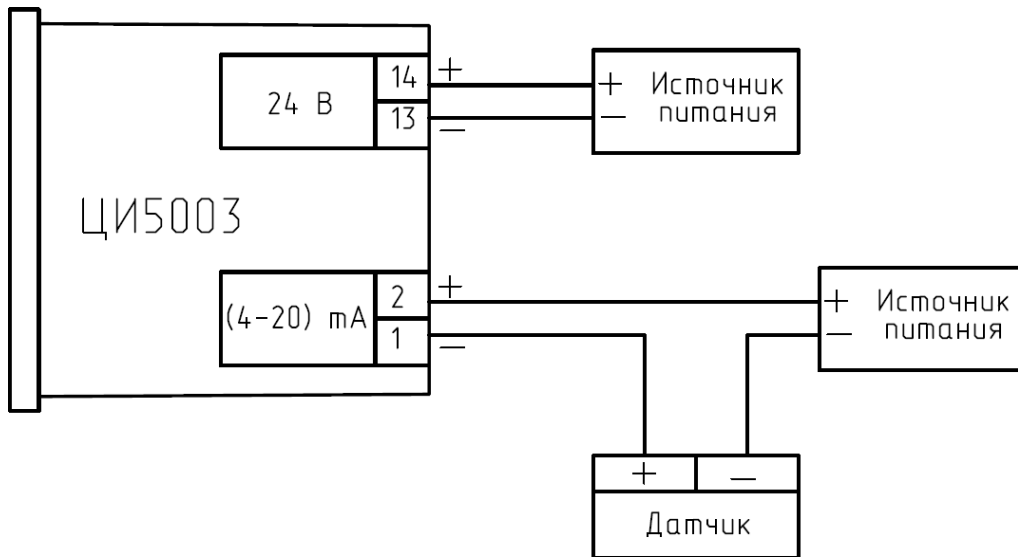 24 В
14
13
+
−
+
−
Источник
питания
ЦИ5003
(4-20) mA
2
1
+
−
+
−
Источник
питания
+
−
Датчик